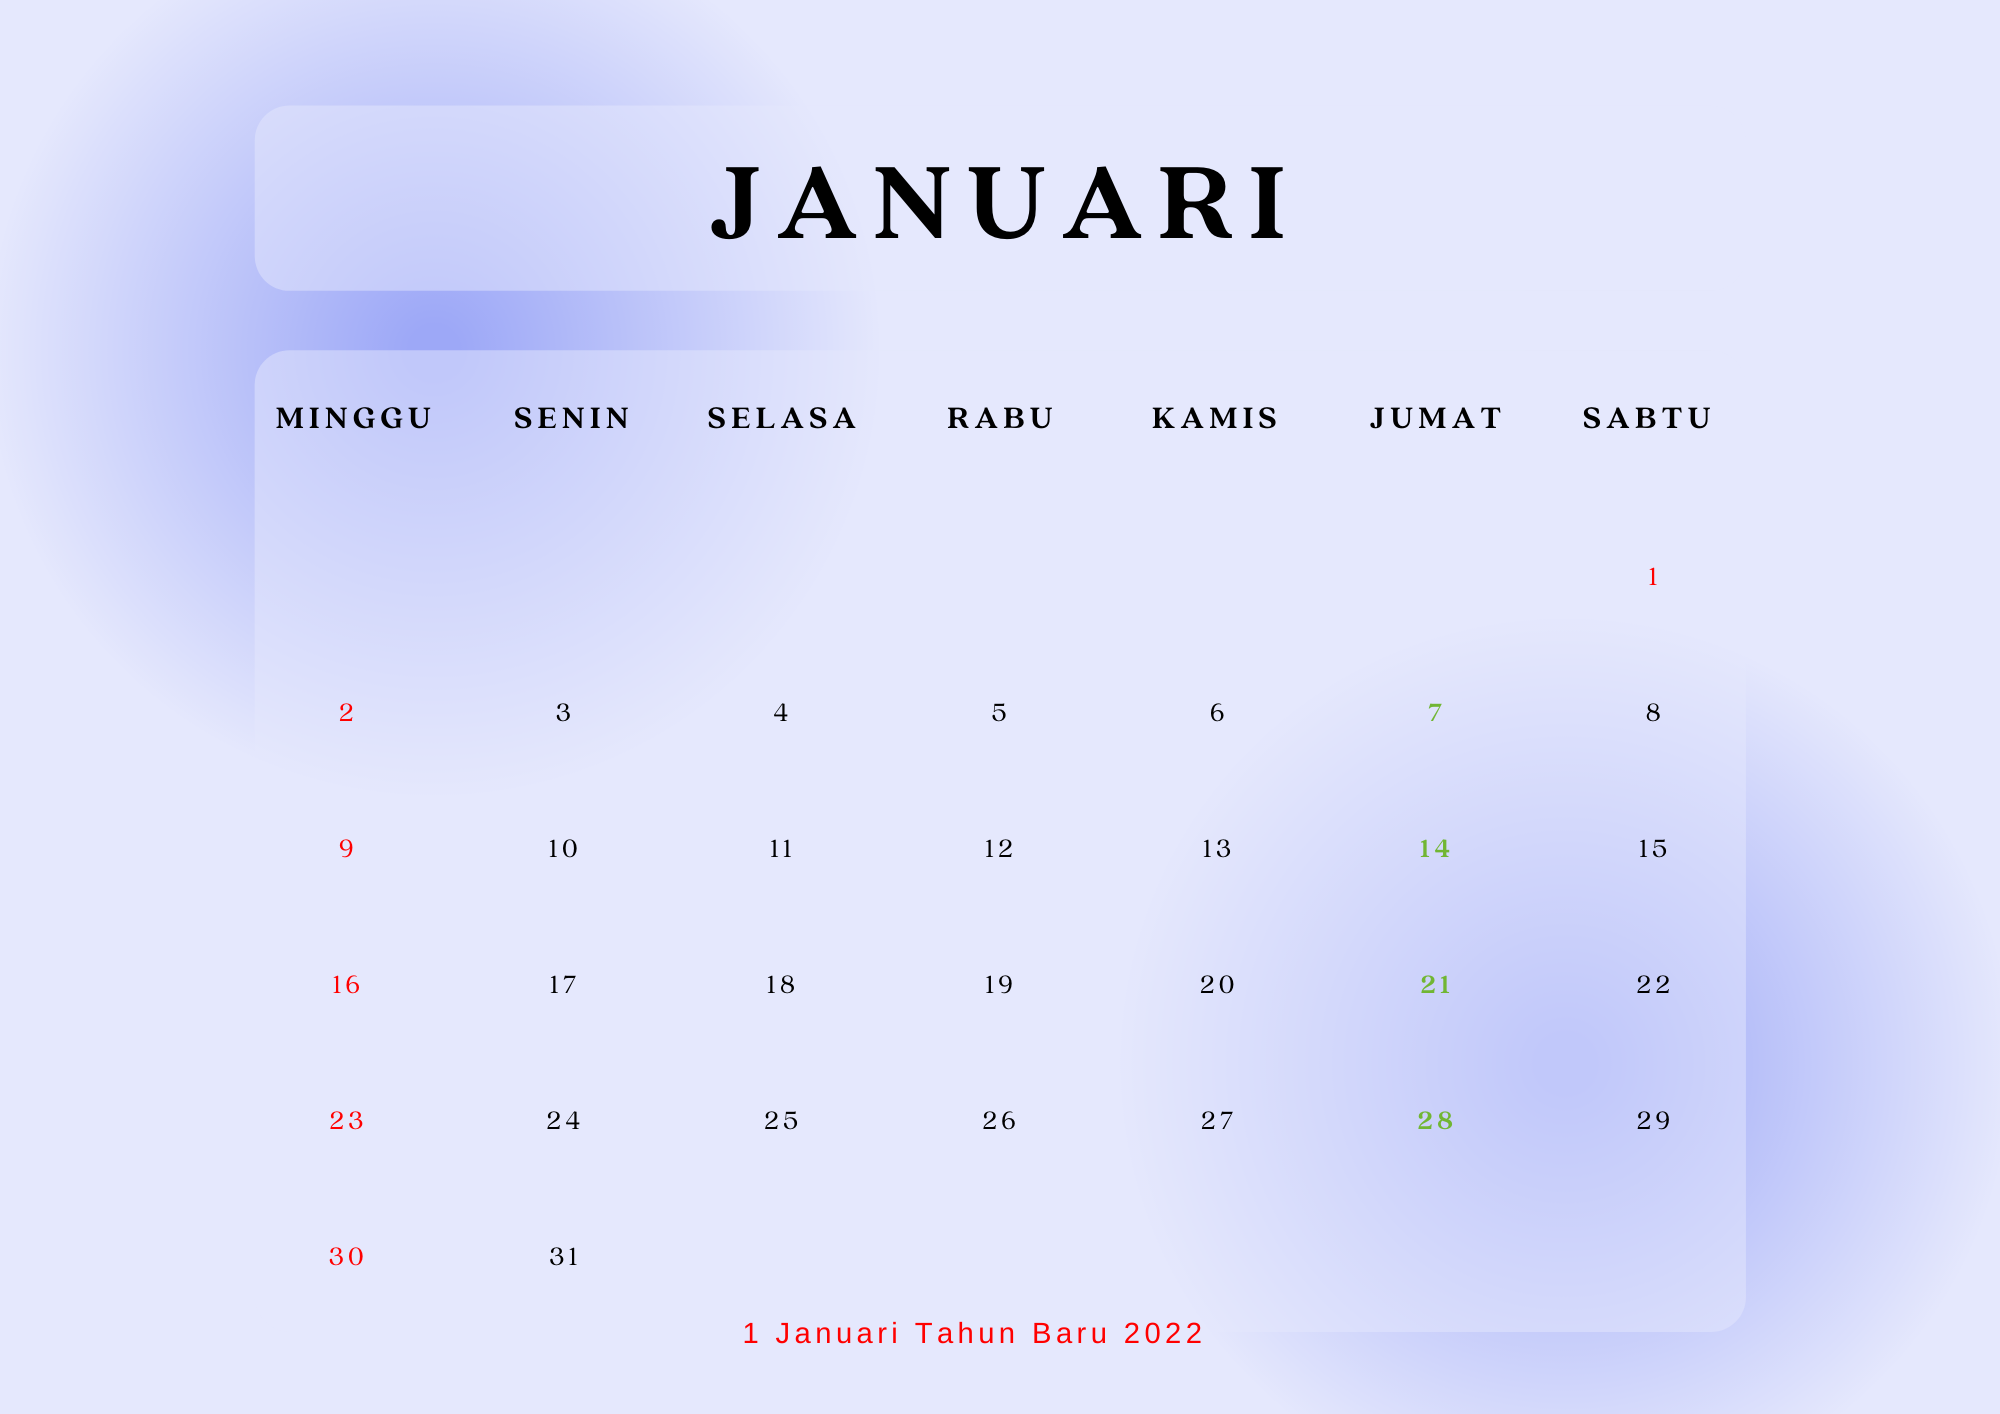 JANUARI
MINGGU SENIN SELASA RABU KAMIS JUMAT SABTU
1
2 3 4 5 6 7 8
9 10 11 12 13 14 15
16 17 18 19 20 21 22
23 24 25 26 27 28 29
30 31
1 Januari Tahun Baru 2022